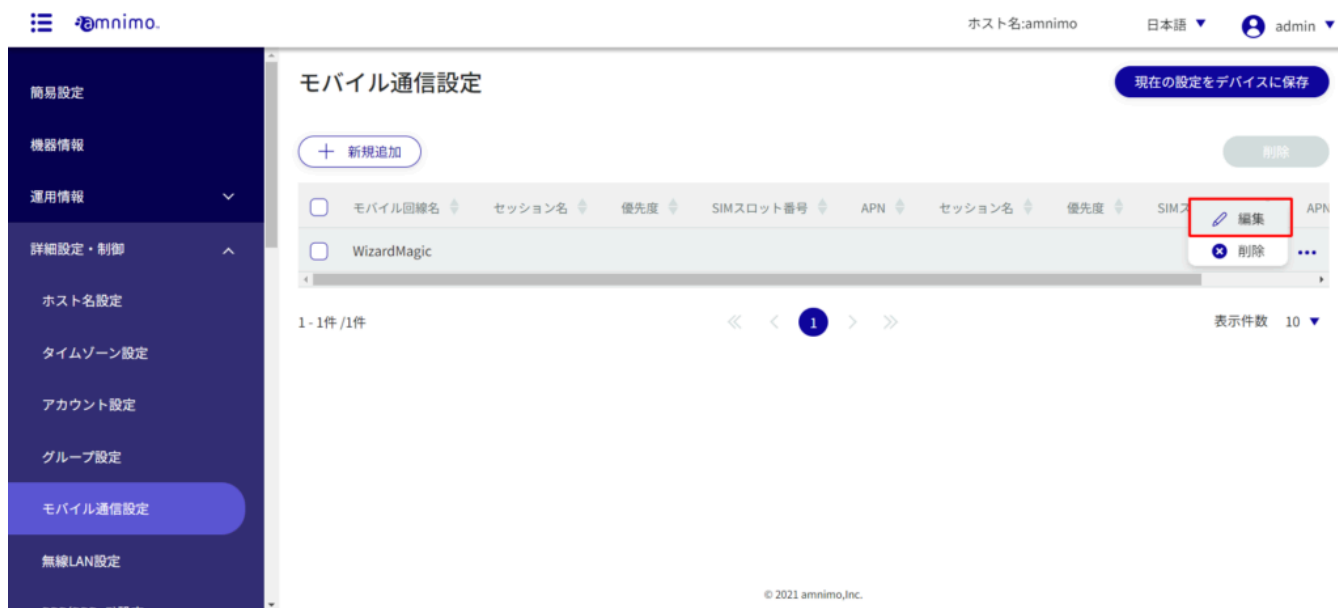 amnimo.
ホスト名:amnimo
日本語
admin
簡易設定
機器情報
運用情報
詳細設定・制御
ホスト名設定
タイムゾーン設定
アカウント設定
グループ設定
モバイル通信設定
無線LAN設定
モバイル通信設定
現在の設定をデバイスに保存
新規追加
削除
モバイル回線名 セッション名 優先度 SIMスロット番号 APN セッション名 優先度 APN
編集
WizardMagic
削除
1 - 1件 /1件
1
表示件数 10
© 2021 amnimo,Inc.